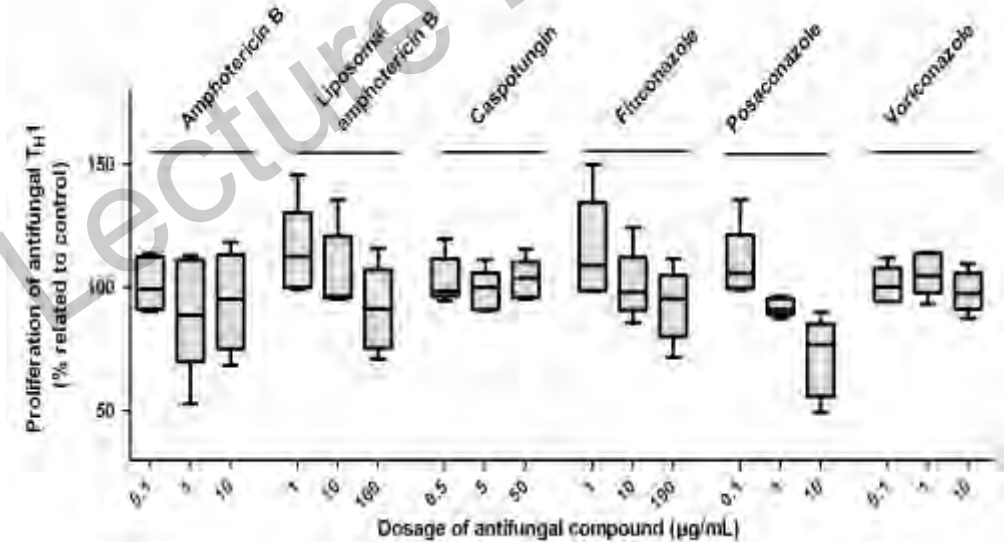 Lecture
Amphotericin B
Liposomal
amphotericin B
Caspofungin
Fluconazole
Posaconazole
Voriconazole
Proliferation of antifungal TH1
(% related to control)
150
100
50
0.1
1
10
1
10
100
0.5
5
50
1
10
100
0.1
1
10
0.1
1
10
Dosage of antifungal compound (µg/mL)